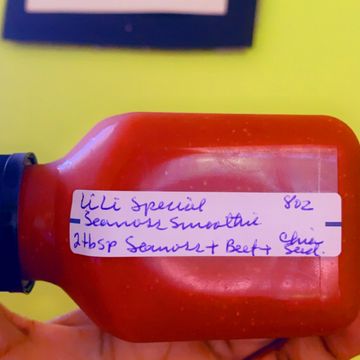 LiLi Special 8oz
Seamoss Smoothie
2tbsp Seamoss + Beet + Chia Seed.